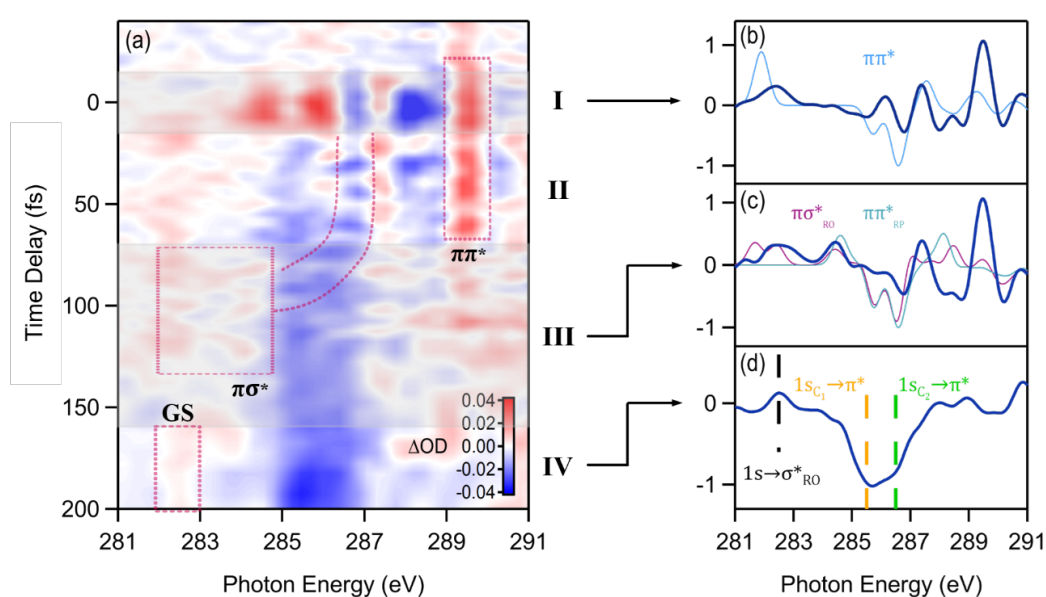 (a)
0
50
100
150
200
Time Delay (fs)
281 283 285 287 289 291
Photon Energy (eV)
ππ*
πσ*
GS
ΔOD
0.04
0.02
0.00
-0.02
-0.04
I
II
III
IV
(b)
ππ*
1
0
-1
(c)
πσ*RO
ππ*RP
1
0
-1
(d)
1sC1→π*
1sC2→π*
1s→σ*RO
0
-1
281 283 285 287 289 291
Photon Energy (eV)